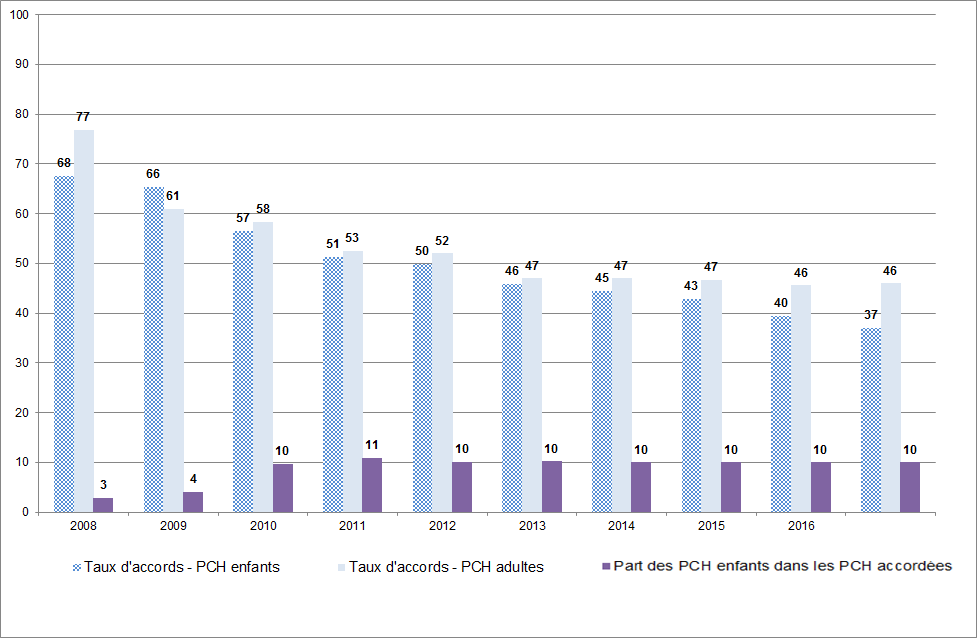 100
90
80
70
60
50
40
30
20
10
0
68 77 3
66 61 4
57 58 10
51 53 11
50 52 10
46 47 10
45 47 10
43 47 10
40 46 10
37 46 10
2008 2009 2010 2011 2012 2013 2014 2015 2016
Taux d'accords - PCH enfants Taux d'accords - PCH adultes Part des PCH enfants dans les PCH accordées